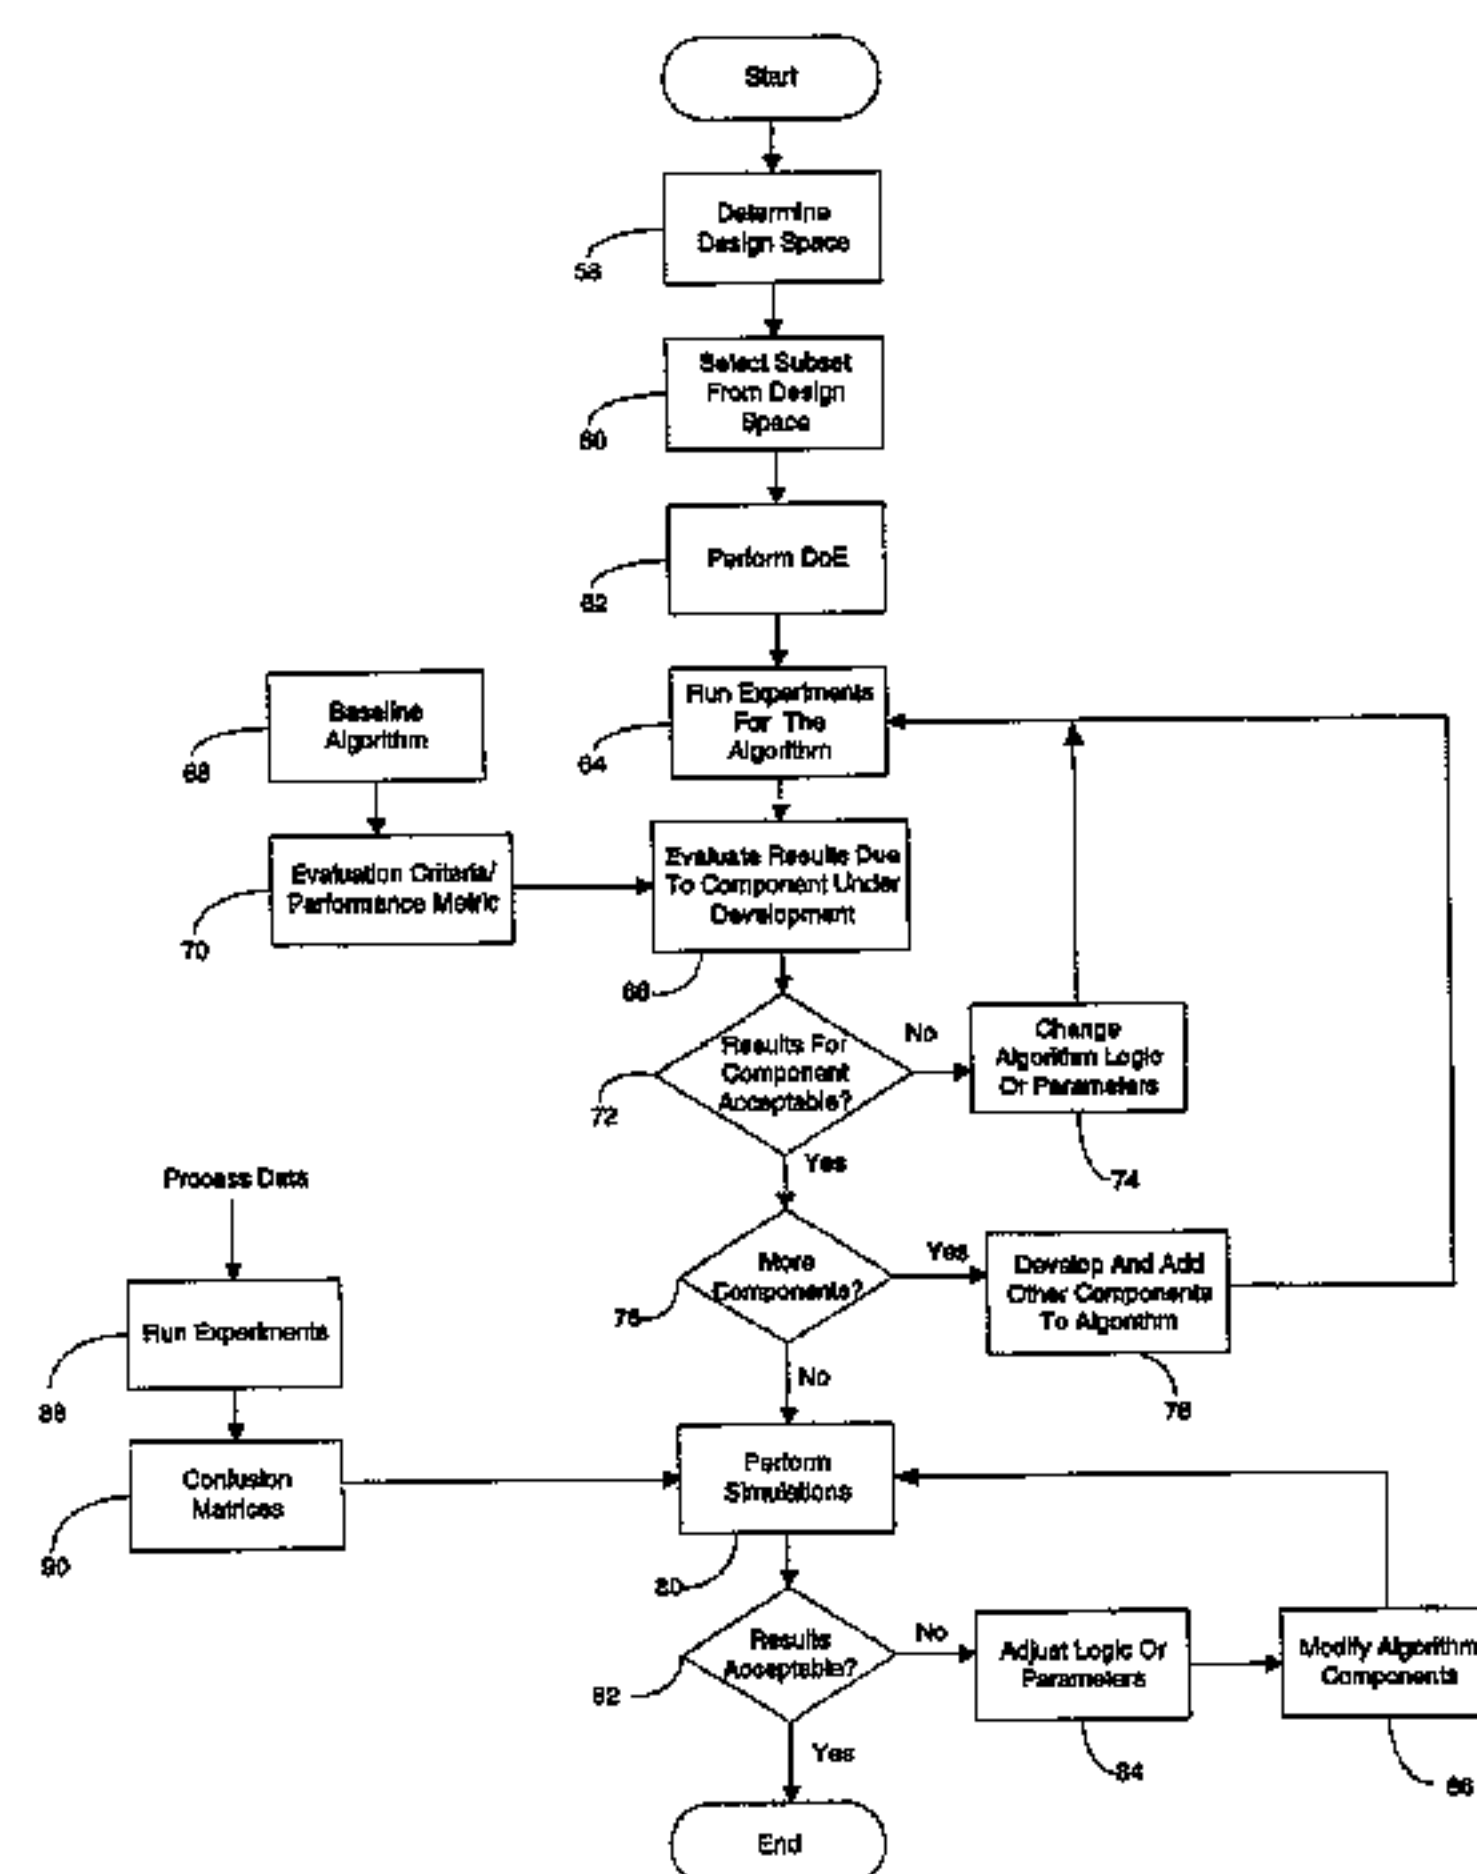 Start
Determine
Design Space
58
Select Subset
From Design
Space
60
Perform DoE
62
Run Experiments
For The
Algorithm
64
Baseline
Algorithm
68
Evaluation Criteria/
Performance Metric
70
Evaluate Results Due
To Component Under
Development
66
Results For
Component
Acceptable?
72
No
Change
Algorithm Logic
Or Parameters
74
Yes
More
Components?
76
Yes
Develop And Add
Other Components
To Algorithm
78
No
Process Data
Run Experiments
88
Confusion
Matrices
90
Perform
Simulations
80
Results
Acceptable?
82
No
Adjust Logic Or
Parameters
84
Modify Algorithm
Components
86
Yes
End